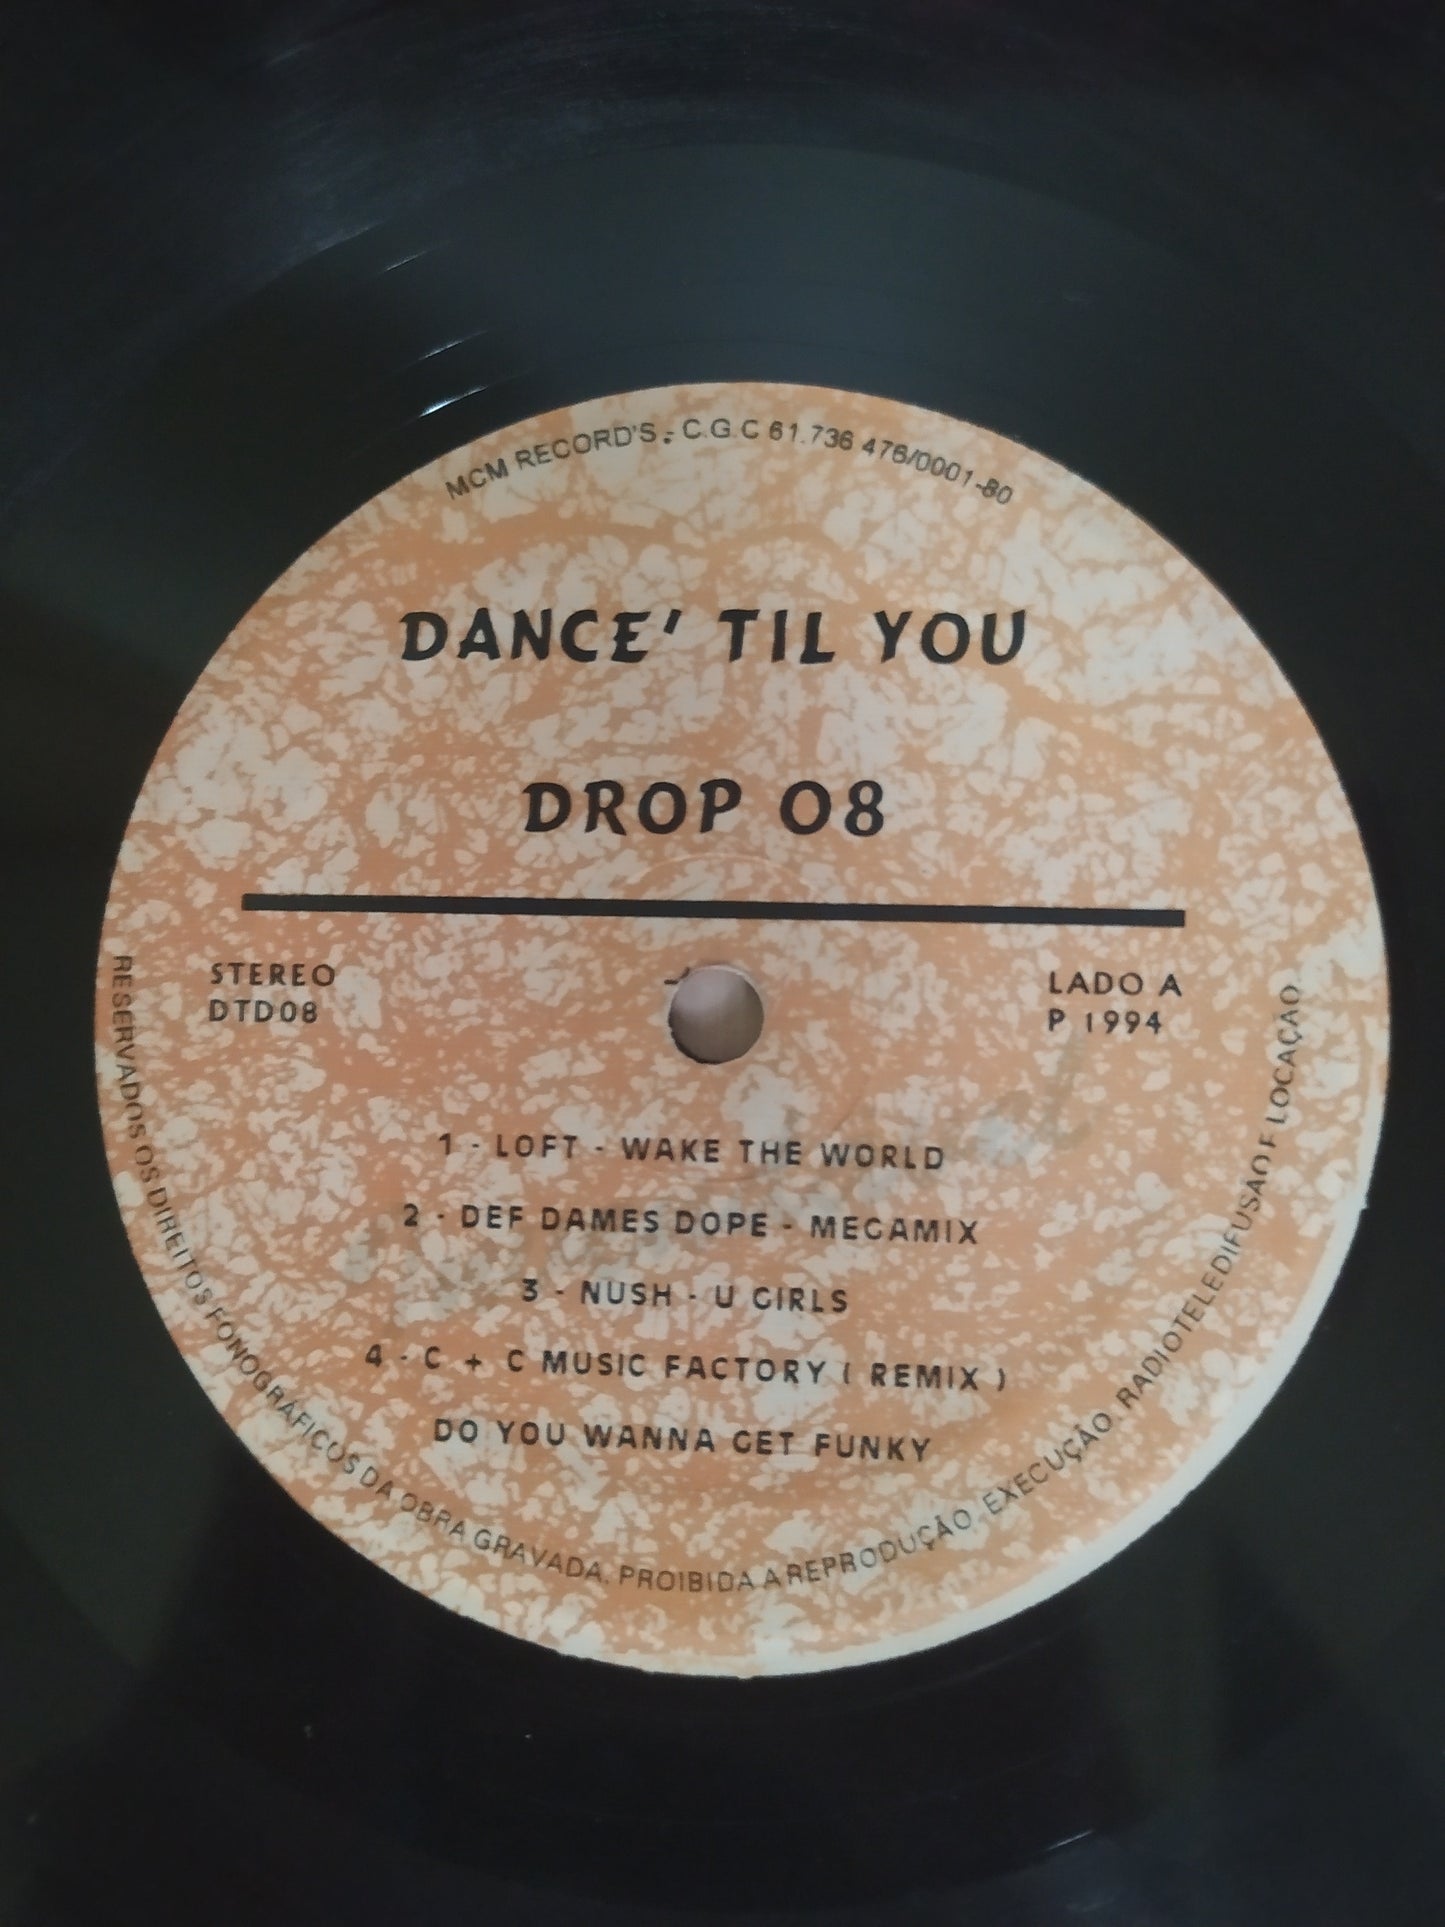 MCM RECORD'S - C.G.C 61.736 476/0001-80
DANCE' TIL YOU
DROP 08
STEREO
DTD08
LADO A
P 1994
1 - LOFT - WAKE THE WORLD
2 - DEF DAMES DOPE - MEGAMIX
3 - NUSH - U GIRLS
4 - C + C MUSIC FACTORY ( REMIX )
DO YOU WANNA GET FUNKY
RESERVADOS OS DIREITOS FONOGRÁFICOS DA OBRA GRAVADA. PROIBIDA A REPRODUÇÃO, EXECUÇÃO, RADIOTELEDIFUSAO E LOCAÇAO